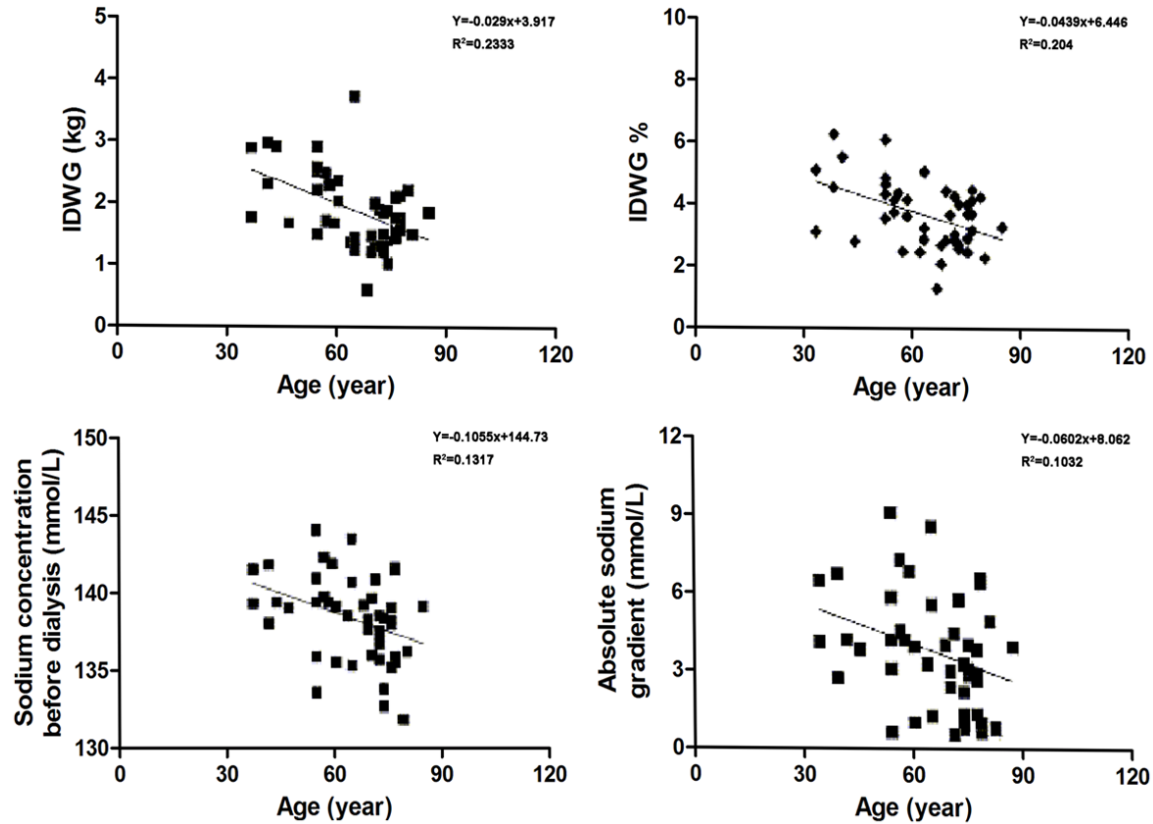 Y=-0.029x+3.917
R²=0.2333
5
4
3
2
1
0
IDWG (kg)
0 30 60 90 120
Age (year)
Y=-0.0439x+6.446
R²=0.204
10
8
6
4
2
0
IDWG %
0 30 60 90 120
Age (year)
Y=-0.1055x+144.73
R²=0.1317
150
145
140
135
130
Sodium concentration
before dialysis (mmol/L)
0 30 60 90 120
Age (year)
Y=-0.0602x+8.062
R²=0.1032
12
9
6
3
0
Absolute sodium
gradient (mmol/L)
0 30 60 90 120
Age (year)